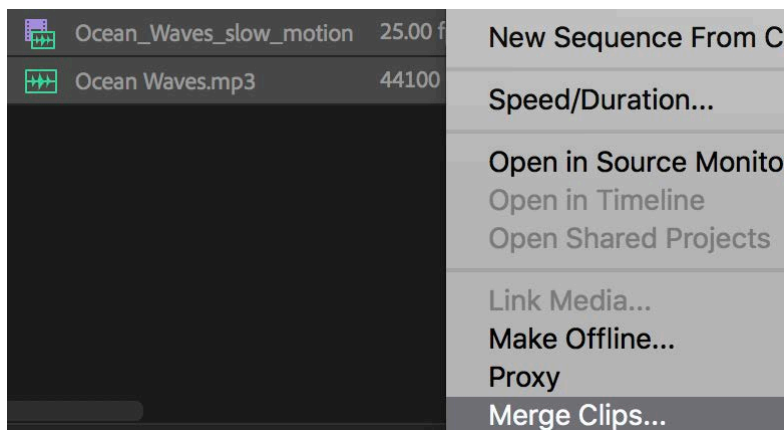 Ocean_Waves_slow_motion 25.00 f
Ocean Waves.mp3 44100
New Sequence From C
Speed/Duration...
Open in Source Monito
Open in Timeline
Open Shared Projects
Link Media...
Make Offline...
Proxy
Merge Clips...